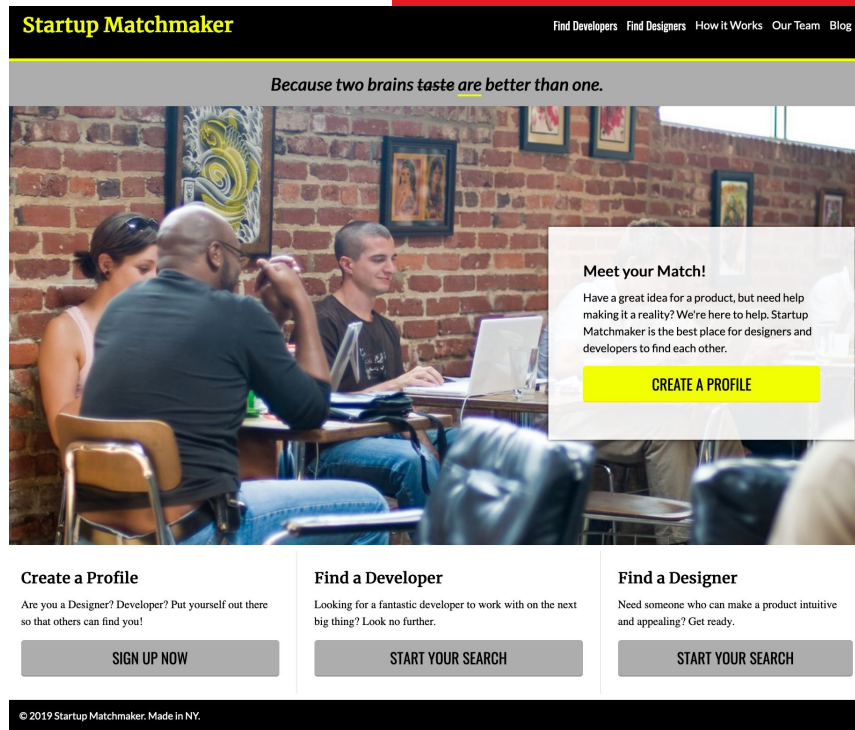 Startup Matchmaker
Find Developers Find Designers How it Works Our Team Blog
Because two brains taste are better than one.
Meet your Match!
Have a great idea for a product, but need help
making it a reality? We're here to help. Startup
Matchmaker is the best place for designers and
developers to find each other.
CREATE A PROFILE
Create a Profile
Are you a Designer? Developer? Put yourself out there
so that others can find you!
SIGN UP NOW
Find a Developer
Looking for a fantastic developer to work with on the next
big thing? Look no further.
START YOUR SEARCH
Find a Designer
Need someone who can make a product intuitive
and appealing? Get ready.
START YOUR SEARCH
© 2019 Startup Matchmaker. Made in NY.